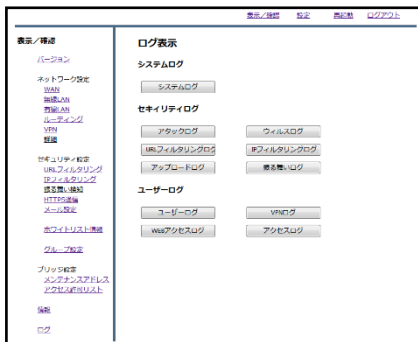 表示/確認 設定 再起動 ログアウト
表示/確認
バージョン
ネットワーク設定
WAN
無線LAN
有線LAN
ルーティング
VPN
詳細
セキュリティ設定
URLフィルタリング
IPフィルタリング
振る舞い検知
HTTPS通信
メール設定
ホワイトリスト情報
グループ設定
ブリッジ設定
メンテナンスアドレス
アクセス許可リスト
情報
ログ
ログ表示
システムログ
システムログ
セキィリティログ
アタックログ ウィルスログ
URLフィルタリングログ IPフィルタリングログ
アップロードログ 振る舞いログ
ユーザーログ
ユーザーログ VPNログ
WEBアクセスログ アクセスログ